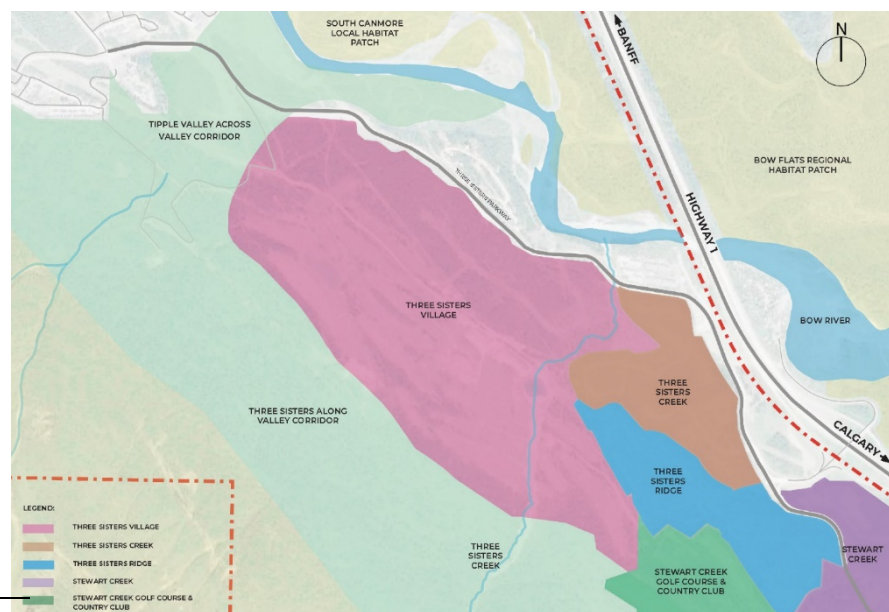 SOUTH CANMORE
LOCAL HABITAT
PATCH
BANFF
N
TIPPLE VALLEY ACROSS
VALLEY CORRIDOR
BOW FLATS REGIONAL
HABITAT PATCH
THREE SISTERS PARKWAY
HIGHWAY 1
THREE SISTERS
VILLAGE
BOW RIVER
THREE
SISTERS
CREEK
THREE SISTERS ALONG
VALLEY CORRIDOR
CALGARY
THREE
SISTERS
RIDGE
LEGEND:
THREE SISTERS VILLAGE
THREE SISTERS CREEK
THREE SISTERS RIDGE
STEWART CREEK
STEWART CREEK GOLF COURSE &
COUNTRY CLUB
THREE
SISTERS
CREEK
STEWART CREEK
GOLF COURSE &
COUNTRY CLUB
STEWART
CREEK